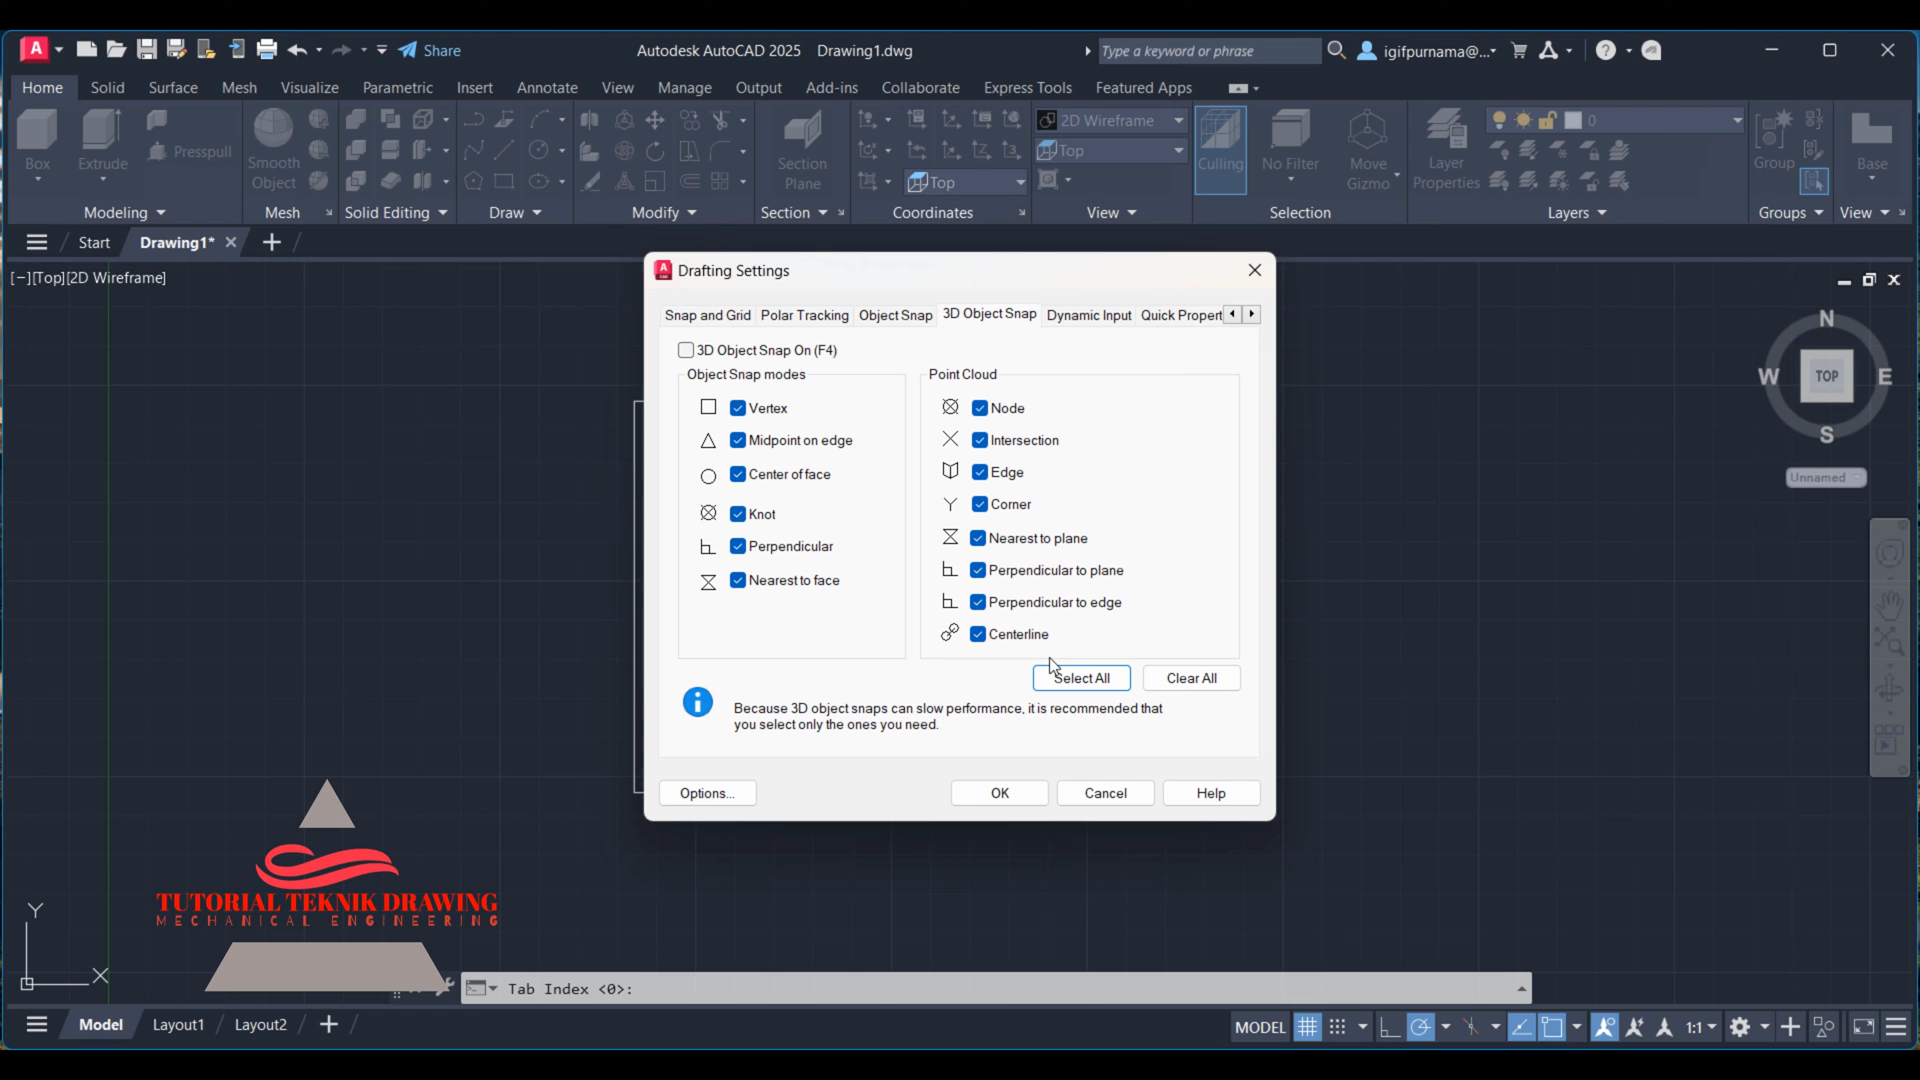 A Share Autodesk AutoCAD 2025 Drawing1.dwg Type a keyword or phrase igifpurnama@...
Home Solid Surface Mesh Visualize Parametric Insert Annotate View Manage Output Add-ins Collaborate Express Tools Featured Apps
2D Wireframe 0
Box Extrude Presspull Smooth Object Section Plane Top Culling No Filter Move Gizmo Layer Properties Group Base
Top
Modeling Mesh Solid Editing Draw Modify Section Coordinates View Selection Layers Groups View
Start Drawing1*
[−][Top][2D Wireframe]
Drafting Settings
Snap and Grid Polar Tracking Object Snap 3D Object Snap Dynamic Input Quick Propert
3D Object Snap On (F4)
Object Snap modes
Vertex
Midpoint on edge
Center of face
Knot
Perpendicular
Nearest to face
Point Cloud
Node
Intersection
Edge
Corner
Nearest to plane
Perpendicular to plane
Perpendicular to edge
Centerline
Select All Clear All
Because 3D object snaps can slow performance, it is recommended that
you select only the ones you need.
Options... OK Cancel Help
N
W TOP E
S
Unnamed
TUTORIAL TEKNIK DRAWING
MECHANICAL ENGINEERING
Y
X
Tab Index <0>:
Model Layout1 Layout2 MODEL 1:1